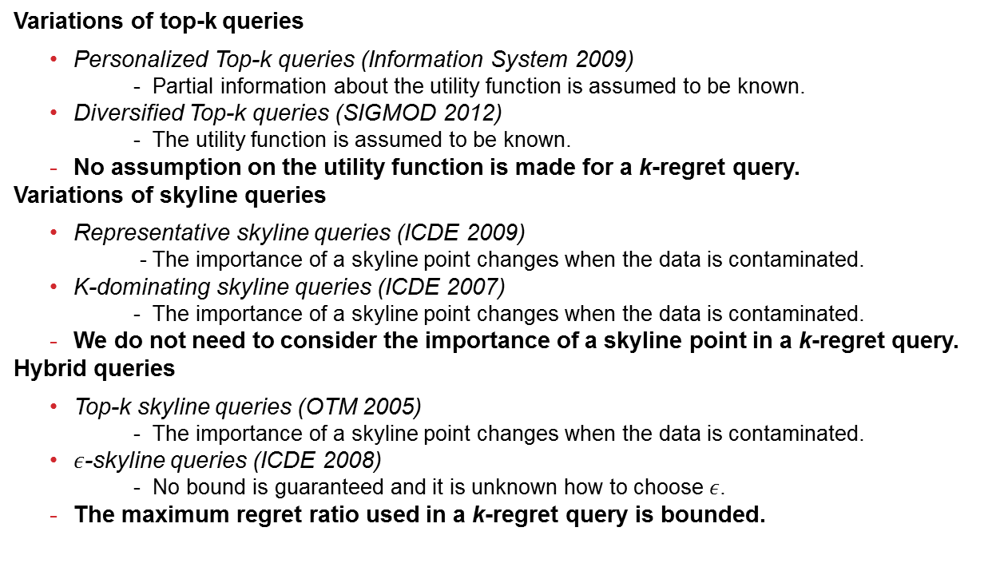 Variations of top-k queries
• Personalized Top-k queries (Information System 2009)
- Partial information about the utility function is assumed to be known.
• Diversified Top-k queries (SIGMOD 2012)
- The utility function is assumed to be known.
- No assumption on the utility function is made for a k-regret query.
Variations of skyline queries
• Representative skyline queries (ICDE 2009)
- The importance of a skyline point changes when the data is contaminated.
• K-dominating skyline queries (ICDE 2007)
- The importance of a skyline point changes when the data is contaminated.
- We do not need to consider the importance of a skyline point in a k-regret query.
Hybrid queries
• Top-k skyline queries (OTM 2005)
- The importance of a skyline point changes when the data is contaminated.
• ϵ-skyline queries (ICDE 2008)
- No bound is guaranteed and it is unknown how to choose ϵ.
- The maximum regret ratio used in a k-regret query is bounded.